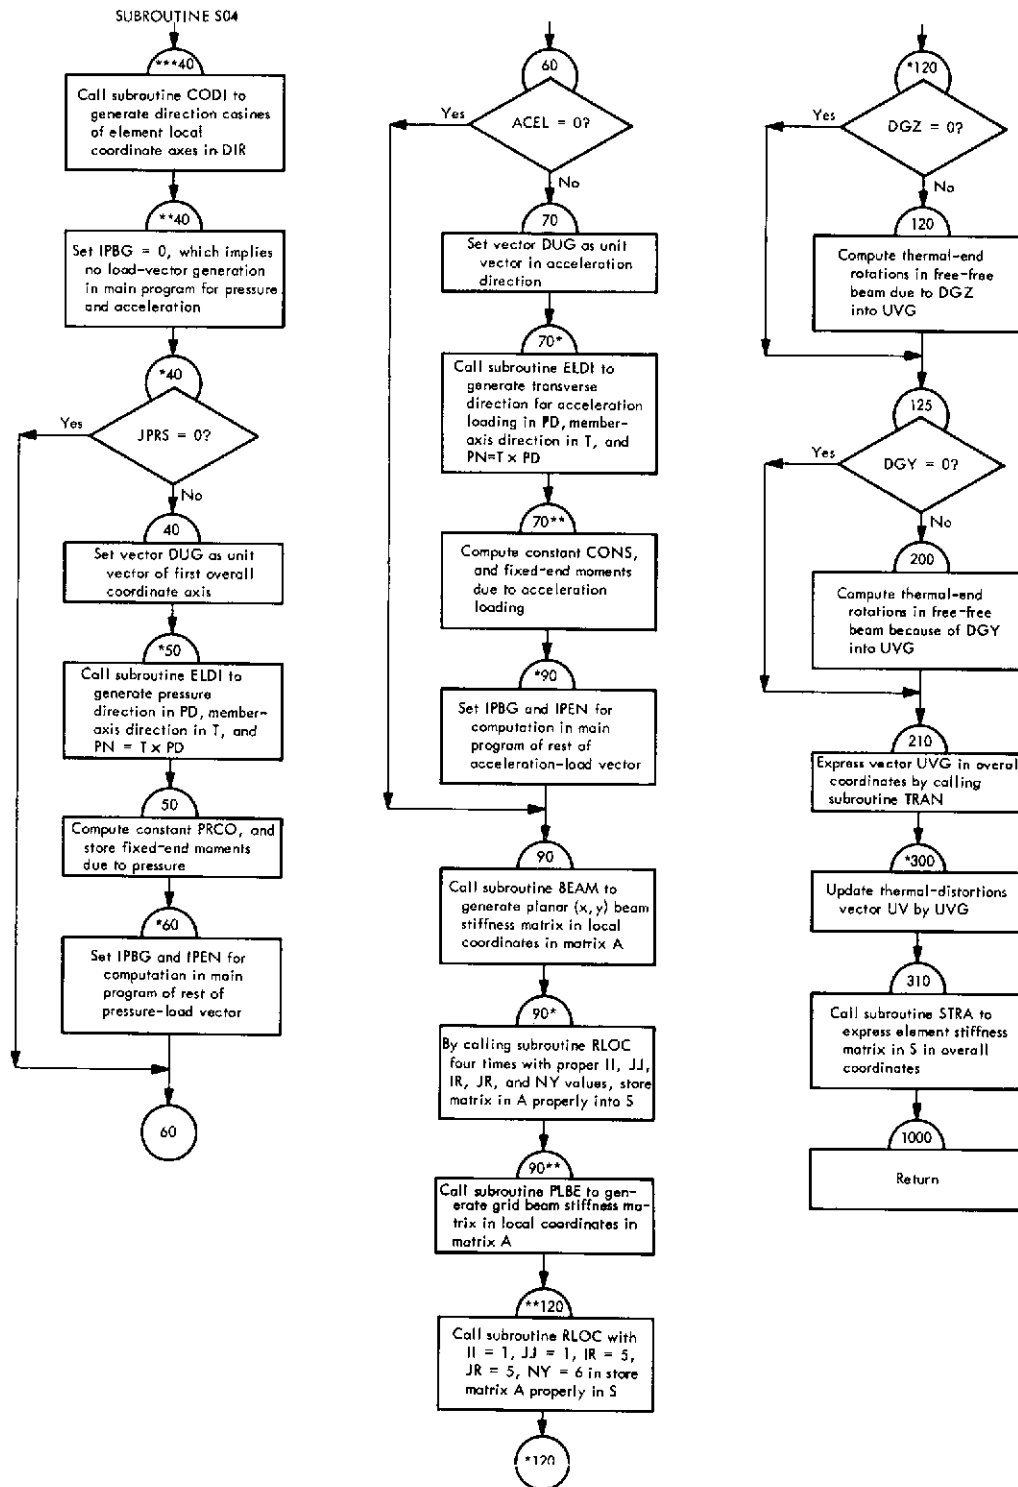 SUBROUTINE S04
***40
Call subroutine CODI to
generate direction cosines
of element local
coordinate axes in DIR
**40
Set IPBG = 0, which implies
no load-vector generation
in main program for pressure
and acceleration
*40
Yes
JPRS = 0?
No
40
Set vector DUG as unit
vector of first overall
coordinate axis
*50
Call subroutine ELDI to
generate pressure
direction in PD, member-
axis direction in T, and
PN = T x PD
50
Compute constant PRCO, and
store fixed-end moments
due to pressure
*60
Set IPBG and IPEN for
computation in main
program of rest of
pressure-load vector
60
60
Yes
ACEL = 0?
No
70
Set vector DUG as unit
vector in acceleration
direction
70*
Call subroutine ELDI to
generate transverse
direction for acceleration
loading in PD, member-
axis direction in T, and
PN=T x PD
70**
Compute constant CONS,
and fixed-end moments
due to acceleration
loading
*90
Set IPBG and IPEN for
computation in main
program of rest of
acceleration-load vector
90
Call subroutine BEAM to
generate planar (x, y) beam
stiffness matrix in local
coordinates in matrix A
90*
By calling subroutine RLOC
four times with proper II, JJ,
IR, JR, and NY values, store
matrix in A properly into S
90**
Call subroutine PLBE to gen-
erate grid beam stiffness ma-
trix in local coordinates in
matrix A
**120
Call subroutine RLOC with
II = 1, JJ = 1, IR = 5,
JR = 5, NY = 6 in store
matrix A properly in S
*120
*120
Yes
DGZ = 0?
No
120
Compute thermal-end
rotations in free-free
beam due to DGZ
into UVG
125
Yes
DGY = 0?
No
200
Compute thermal-end
rotations in free-free
beam because of DGY
into UVG
210
Express vector UVG in overall
coordinates by calling
subroutine TRAN
*300
Update thermal-distortions
vector UV by UVG
310
Call subroutine STRA to
express element stiffness
matrix in S in overall
coordinates
1000
Return